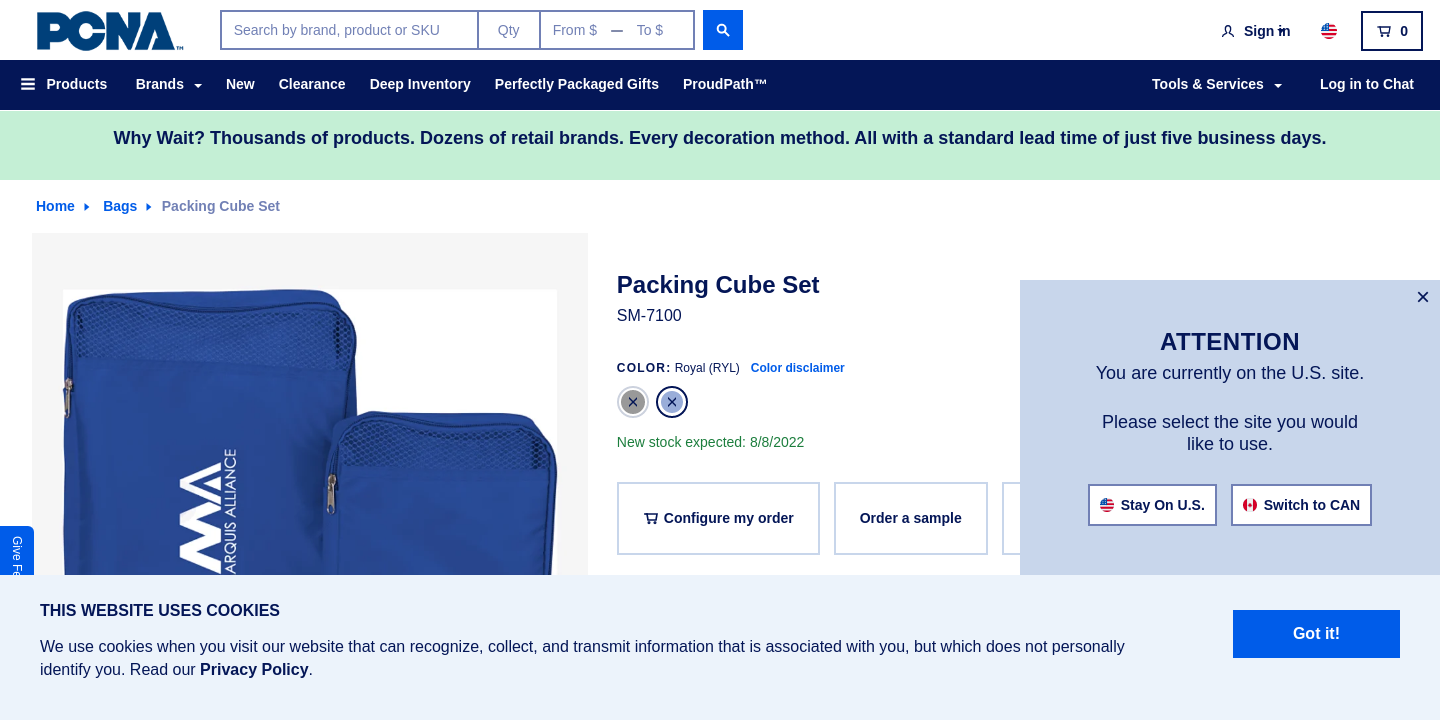 PCNA™
Search by brand, product or SKU
Qty
From $ — To $
Sign in
0
Products
Brands
New
Clearance
Deep Inventory
Perfectly Packaged Gifts
ProudPath™
Tools & Services
Log in to Chat
Why Wait? Thousands of products. Dozens of retail brands. Every decoration method. All with a standard lead time of just five business days.
Home
Bags
Packing Cube Set
ARQUIS ALLIANCE
Packing Cube Set
SM-7100
COLOR: Royal (RYL) Color disclaimer
New stock expected: 8/8/2022
Configure my order
Order a sample
×
ATTENTION
You are currently on the U.S. site.
Please select the site you would
like to use.
Stay On U.S.
Switch to CAN
Give Fe
THIS WEBSITE USES COOKIES
We use cookies when you visit our website that can recognize, collect, and transmit information that is associated with you, but which does not personally
identify you. Read our Privacy Policy.
Got it!